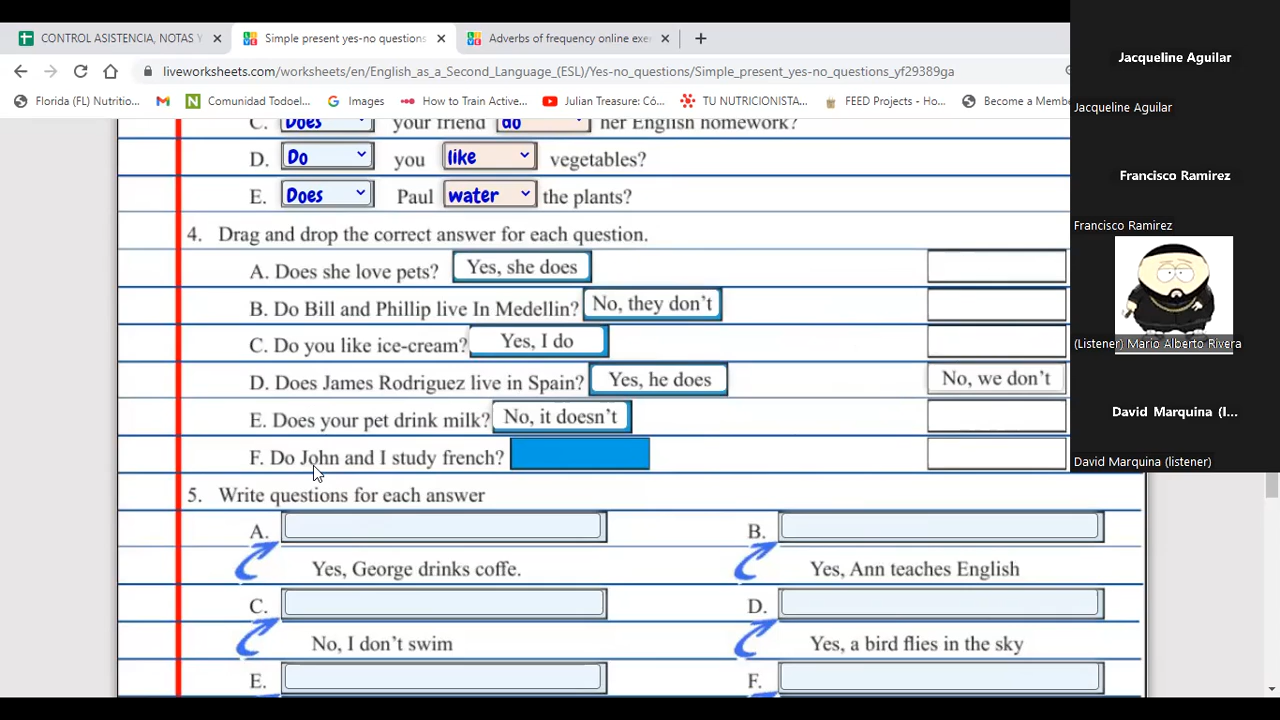 CONTROL ASISTENCIA, NOTAS Y
Simple present yes-no questions
Adverbs of frequency online exer
liveworksheets.com/worksheets/en/English_as_a_Second_Language_(ESL)/Yes-no_questions/Simple_present_yes-no_questions_yf29389ga
Florida (FL) Nutritio...
Comunidad Todoel...
Images
How to Train Active...
Julian Treasure: Có...
TU NUTRICIONISTA...
FEED Projects - Ho...
Become a Membe
C. Does your friend do her English homework?
D. Do you like vegetables?
E. Does Paul water the plants?
4. Drag and drop the correct answer for each question.
A. Does she love pets? Yes, she does
B. Do Bill and Phillip live In Medellin? No, they don't
C. Do you like ice-cream? Yes, I do
D. Does James Rodriguez live in Spain? Yes, he does No, we don't
E. Does your pet drink milk? No, it doesn't
F. Do John and I study french?
5. Write questions for each answer
A. B.
Yes, George drinks coffe. Yes, Ann teaches English
C. D.
No, I don't swim Yes, a bird flies in the sky
E. F.
Jacqueline Aguilar
Jacqueline Aguilar
Francisco Ramirez
Francisco Ramirez
(Listener) Mario Alberto Rivera
David Marquina (l...
David Marquina (listener)